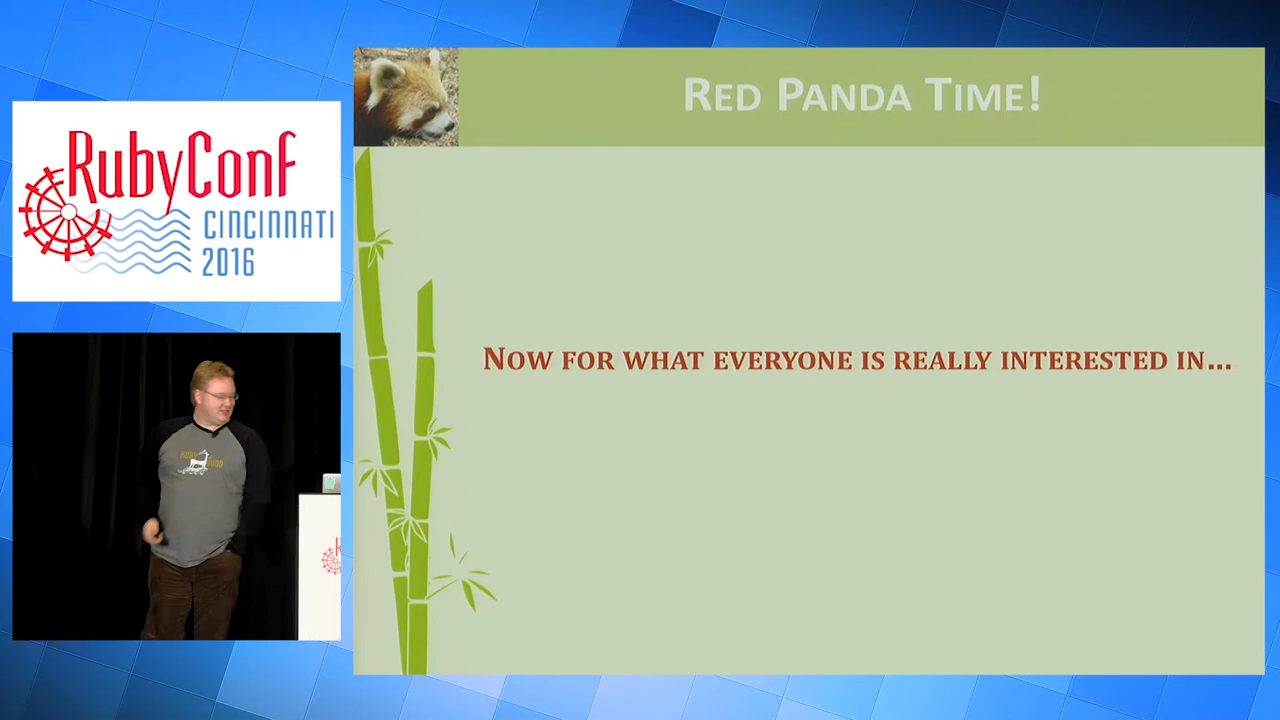 RubyConf
CINCINNATI
2016
RED PANDA TIME!
NOW FOR WHAT EVERYONE IS REALLY INTERESTED IN...